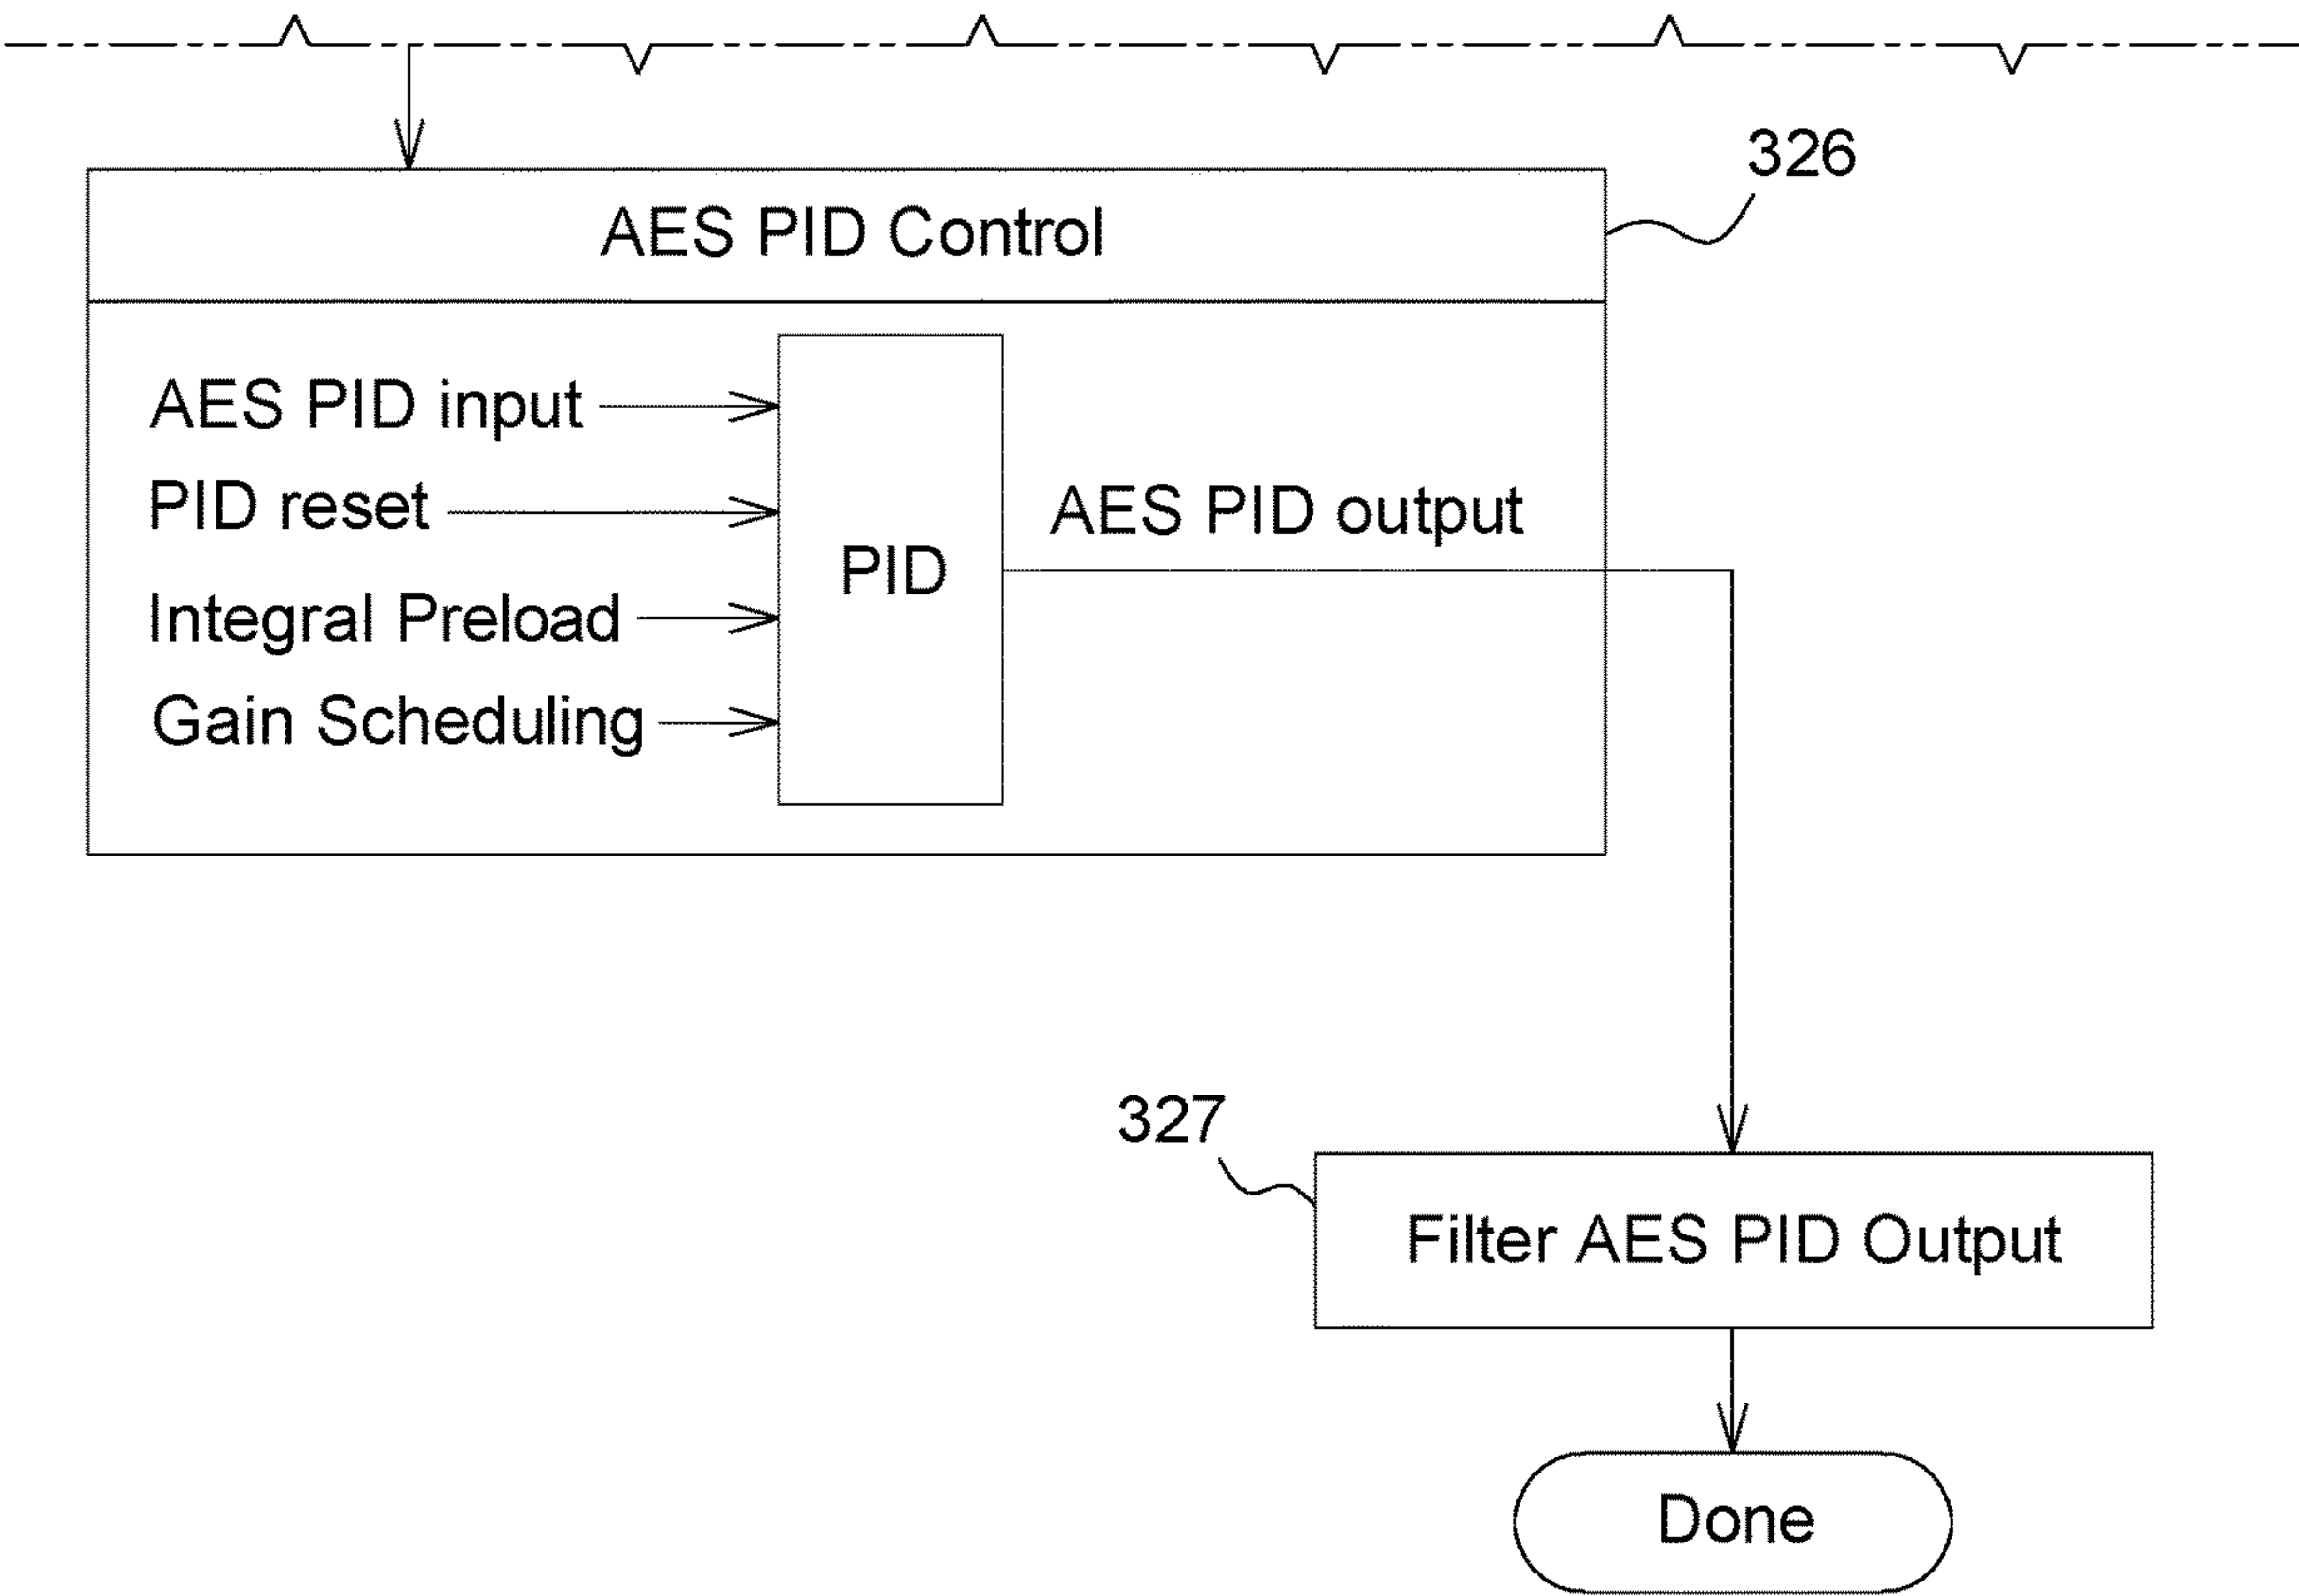 326
AES PID Control
AES PID input
PID reset
Integral Preload
Gain Scheduling
PID
AES PID output
327
Filter AES PID Output
Done